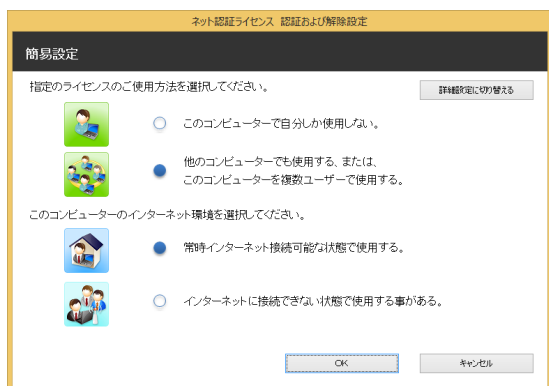 ネット認証ライセンス 認証および解除設定
簡易設定
指定のライセンスのご使用方法を選択してください。
詳細設定に切り替える
このコンピューターで自分しか使用しない。
他のコンピューターでも使用する、または、
このコンピューターを複数ユーザーで使用する。
このコンピューターのインターネット環境を選択してください。
常時インターネット接続可能な状態で使用する。
インターネットに接続できない状態で使用する事がある。
OK
キャンセル